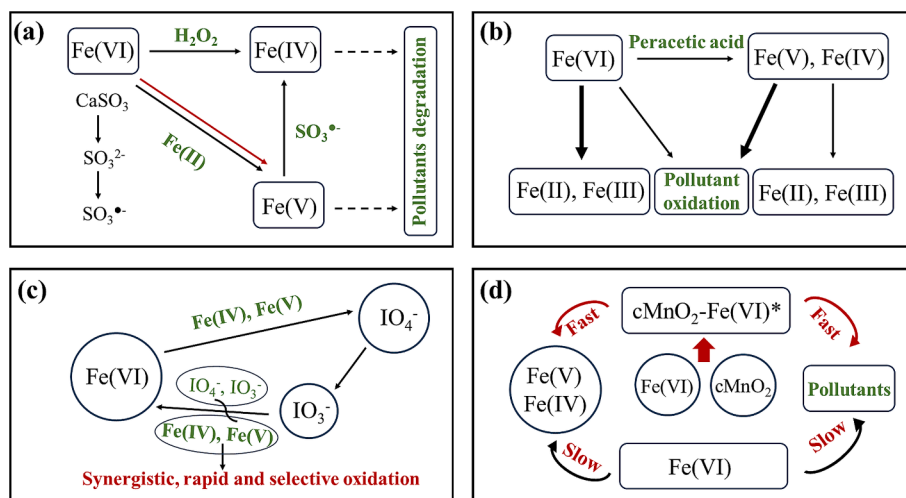 (a)
Fe(VI)
H₂O₂
Fe(IV)
CaSO₃
SO₃²⁻
SO₃•⁻
Fe(II)
SO₃•⁻
Fe(V)
Pollutants degradation
(b)
Fe(VI)
Peracetic acid
Fe(V), Fe(IV)
Fe(II), Fe(III)
Pollutant
oxidation
Fe(II), Fe(III)
(c)
Fe(IV), Fe(V)
IO₄⁻
Fe(VI)
IO₄⁻, IO₃⁻
IO₃⁻
Fe(IV), Fe(V)
Synergistic, rapid and selective oxidation
(d)
cMnO₂-Fe(VI)*
Fast
Fast
Fe(V)
Fe(IV)
Fe(VI)
cMnO₂
Pollutants
Slow
Slow
Fe(VI)